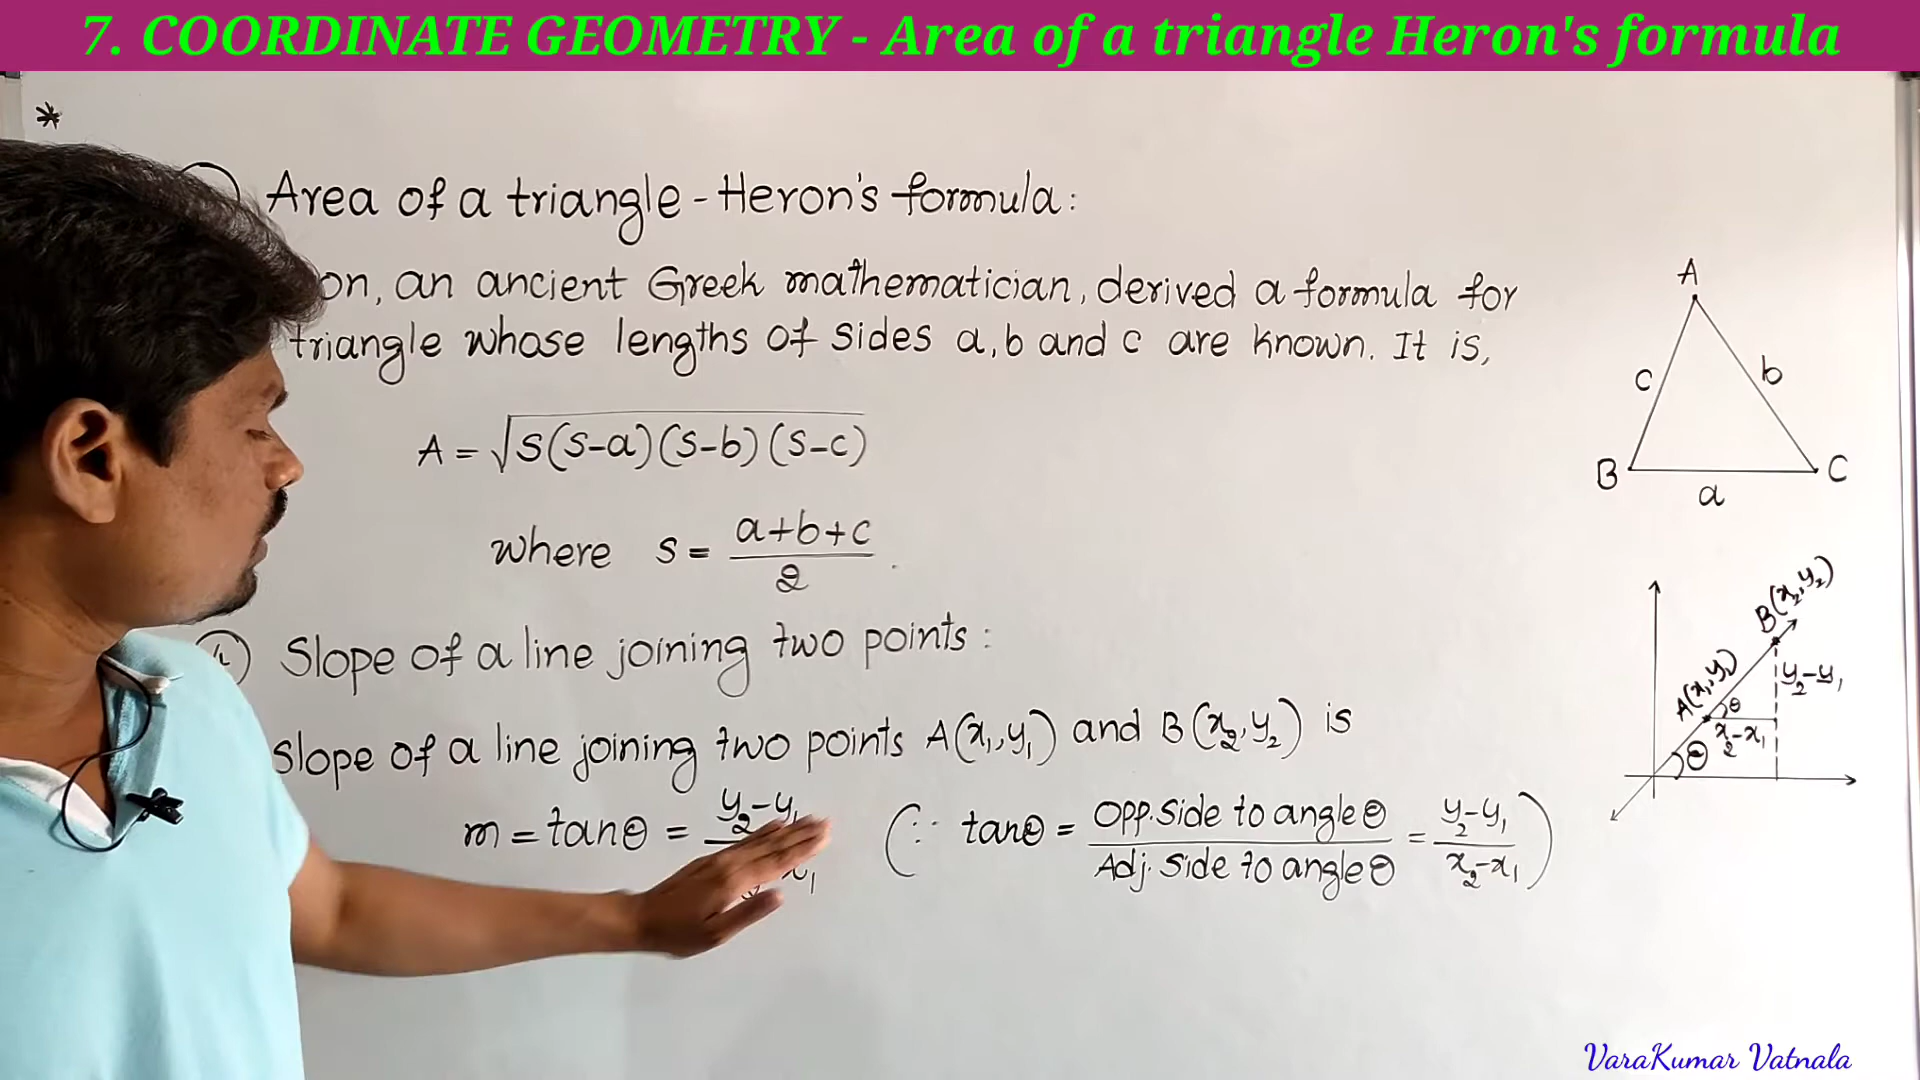 7. COORDINATE GEOMETRY - Area of a triangle Heron's formula
*
Area of a triangle - Heron's formula:
on, an ancient Greek mathematician, derived a formula for
triangle whose lengths of sides a, b and c are known. It is,
A = √S(S-a)(S-b)(S-c)
where s = a+b+c / 2
A
c
b
B
C
a
Slope of a line joining two points:
Slope of a line joining two points A(x₁,y₁) and B(x₂,y₂) is
m = tanθ = y₂-y₁
x₁
(∵ tanθ = Opp. Side to angle θ / Adj. Side to angle θ = y₂-y₁ / x₂-x₁)
B(x₂,y₂)
y₂-y₁
θ
x₂-x₁
θ
VaraKumar Vatnala